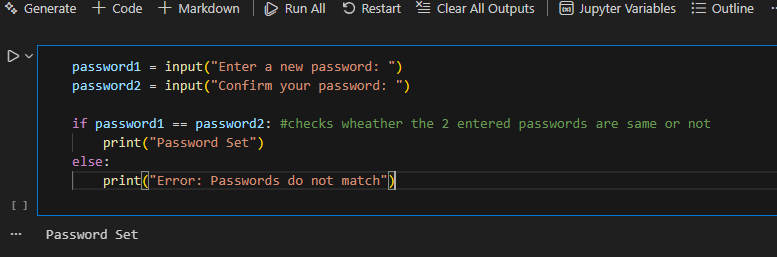 Generate + Code + Markdown Run All Restart Clear All Outputs Jupyter Variables Outline ...
password1 = input("Enter a new password: ")
password2 = input("Confirm your password: ")
if password1 == password2: #checks wheather the 2 entered passwords are same or not
print("Password Set")
else:
print("Error: Passwords do not match")
[ ]
... Password Set